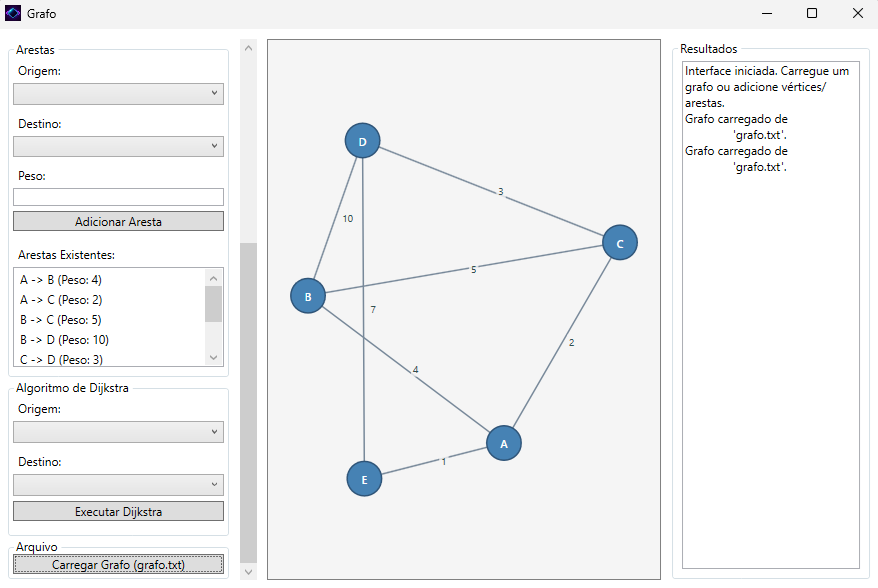 Grafo
Arestas
Origem:
Destino:
Peso:
Adicionar Aresta
Arestas Existentes:
A -> B (Peso: 4)
A -> C (Peso: 2)
B -> C (Peso: 5)
B -> D (Peso: 10)
C -> D (Peso: 3)
Algoritmo de Dijkstra
Origem:
Destino:
Executar Dijkstra
Arquivo
Carregar Grafo (grafo.txt)
D
3
10
C
5
B
7
2
4
A
1
E
Resultados
Interface iniciada. Carregue um
grafo ou adicione vértices/
arestas.
Grafo carregado de
'grafo.txt'.
Grafo carregado de
'grafo.txt'.